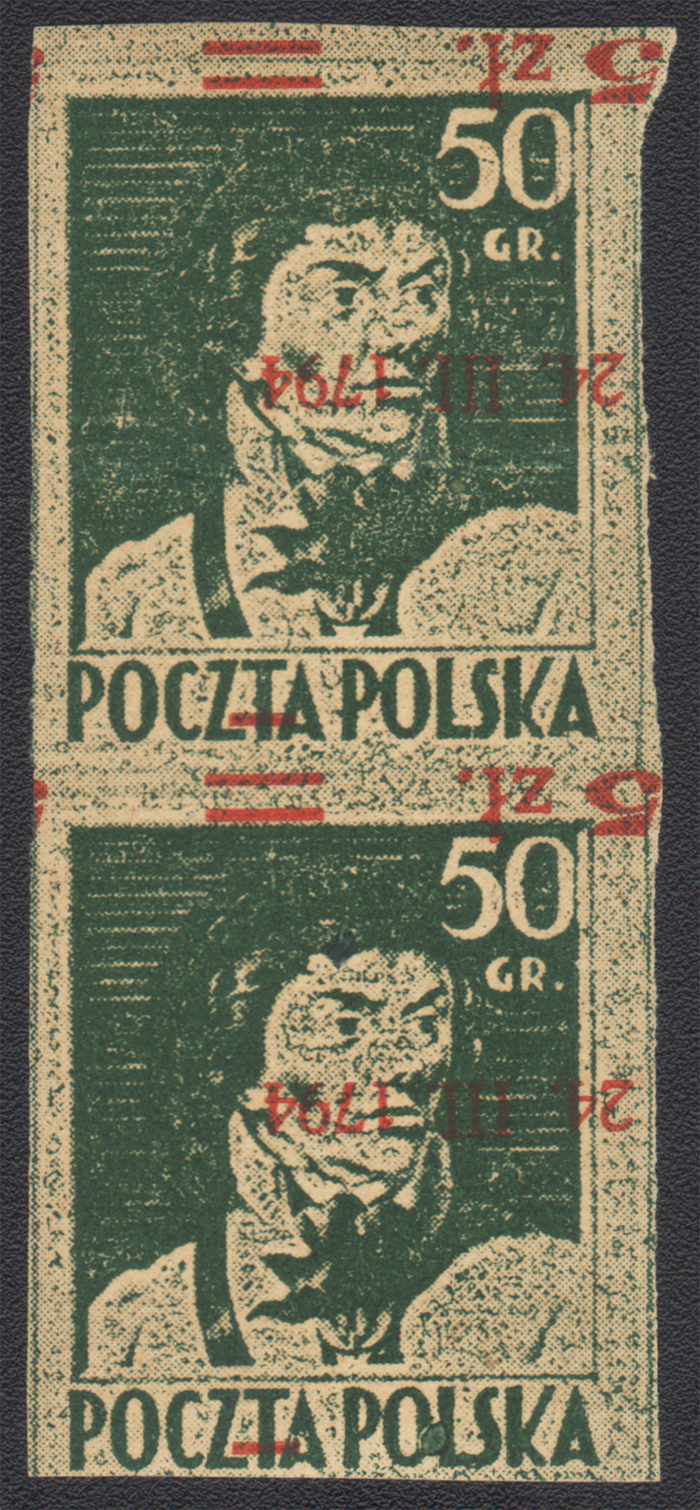 5 zł.
50
GR.
24. III. 1794
POCZTA POLSKA
5 zł.
50
GR.
24. III. 1794
POCZTA POLSKA